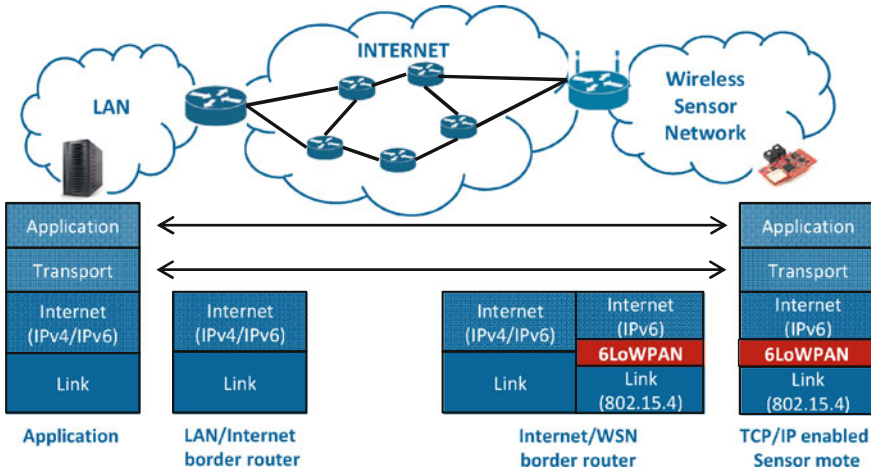 INTERNET
LAN
Wireless
Sensor
Network
Application
Transport
Internet
(IPv4/IPv6)
Link
Application
Internet
(IPv4/IPv6)
Link
LAN/Internet
border router
Internet
(IPv4/IPv6)
Link
Internet
(IPv6)
6LoWPAN
Link
(802.15.4)
Internet/WSN
border router
Application
Transport
Internet
(IPv6)
6LoWPAN
Link
(802.15.4)
TCP/IP enabled
Sensor mote